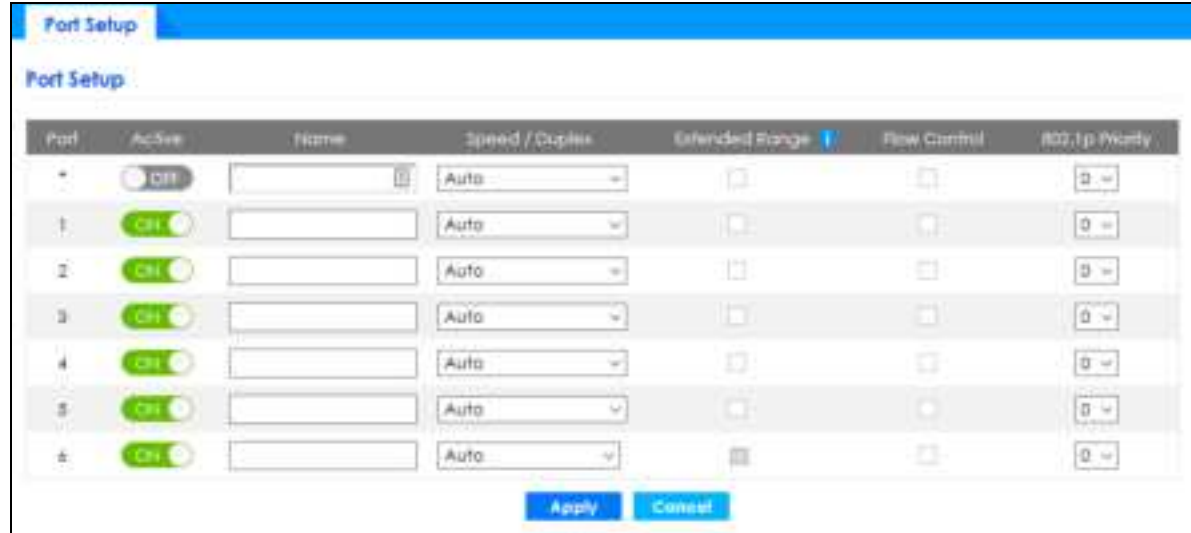 Port Setup
Port Setup
Port Active Name Speed / Duplex Extended Range i Flow Control 802.1p Priority
* OFF Auto 0
1 ON Auto 0
2 ON Auto 0
3 ON Auto 0
4 ON Auto 0
5 ON Auto 0
6 ON Auto 0
Apply Cancel